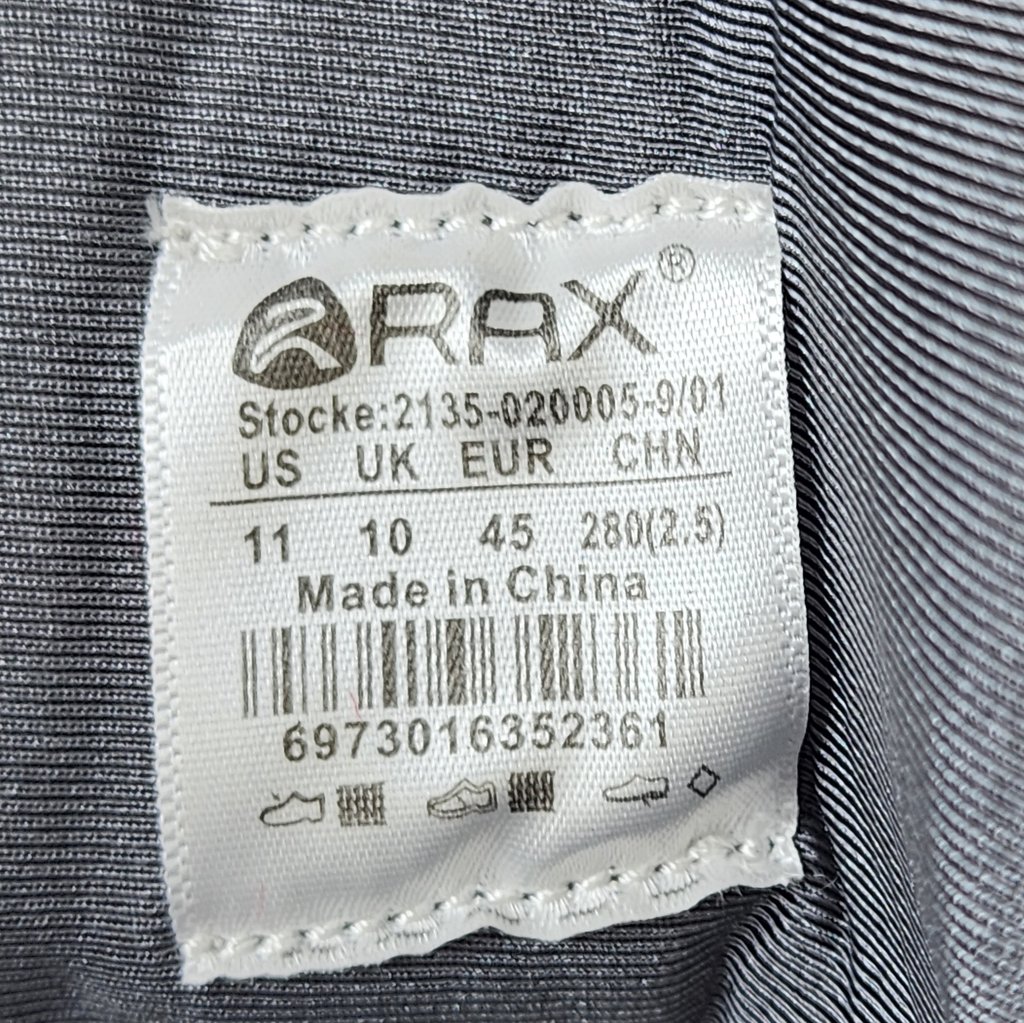 RAX®
Stocke:2135-020005-9/01
US UK EUR CHN
11 10 45 280(2.5)
Made in China
6973016352361